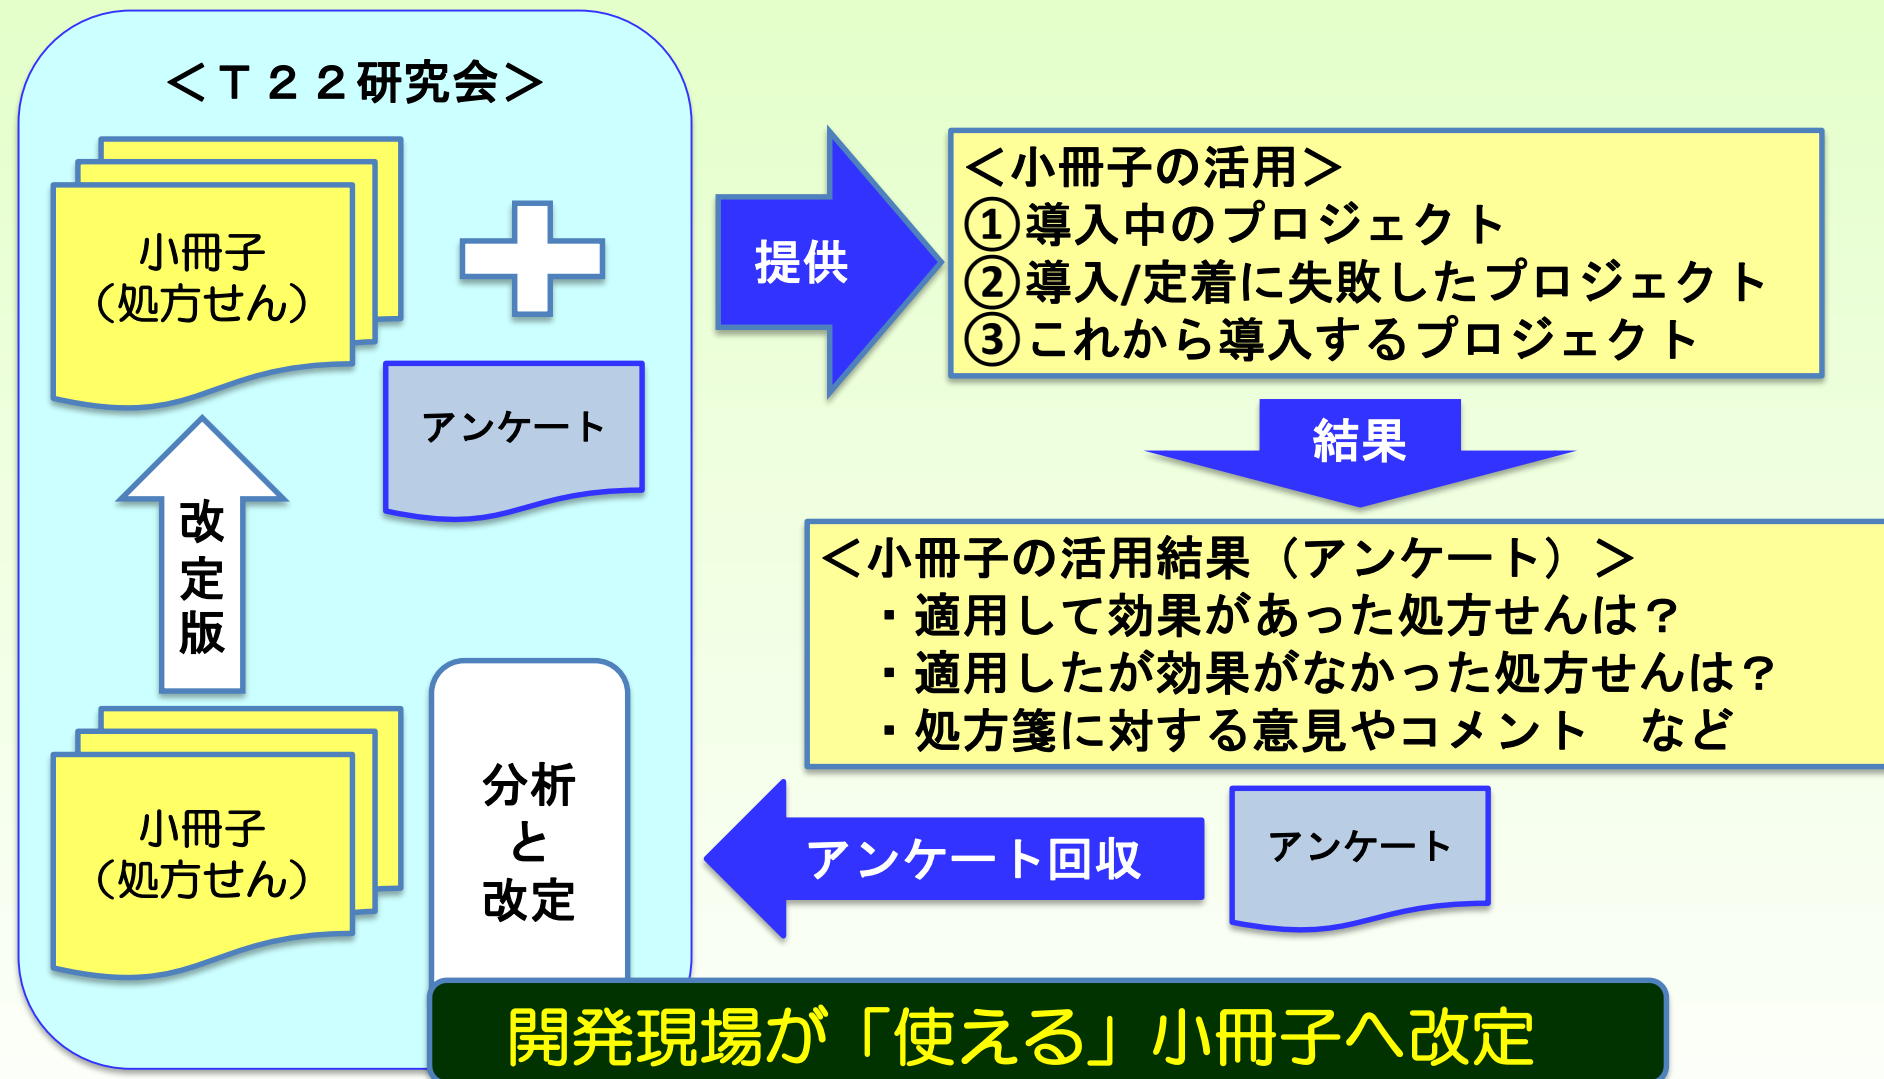 ＜Ｔ２２研究会＞
小冊子
（処方せん）
アンケート
提供
＜小冊子の活用＞
①導入中のプロジェクト
②導入/定着に失敗したプロジェクト
③これから導入するプロジェクト
結果
＜小冊子の活用結果（アンケート）＞
・適用して効果があった処方せんは？
・適用したが効果がなかった処方せんは？
・処方箋に対する意見やコメント　など
アンケート
アンケート回収
分析
と
改定
小冊子
（処方せん）
改
定
版
開発現場が「使える」小冊子へ改定